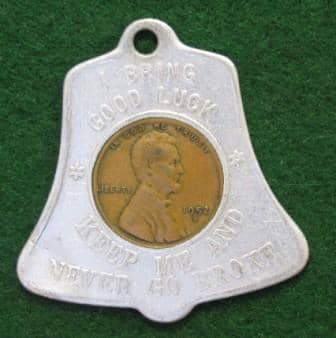 I BRING
GOOD LUCK
IN GOD WE TRUST
LIBERTY
1952
KEEP ME AND
NEVER GO BROKE